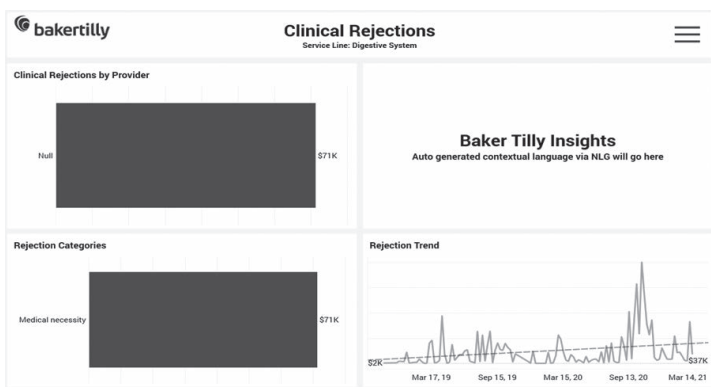 bakertilly
Clinical Rejections
Service Line: Digestive System
Clinical Rejections by Provider
Null
$71K
Baker Tilly Insights
Auto generated contextual language via NLG will go here
Rejection Categories
Medical necessity
$71K
Rejection Trend
$2K
$37K
Mar 17, 19 Sep 15, 19 Mar 15, 20 Sep 13, 20 Mar 14, 21